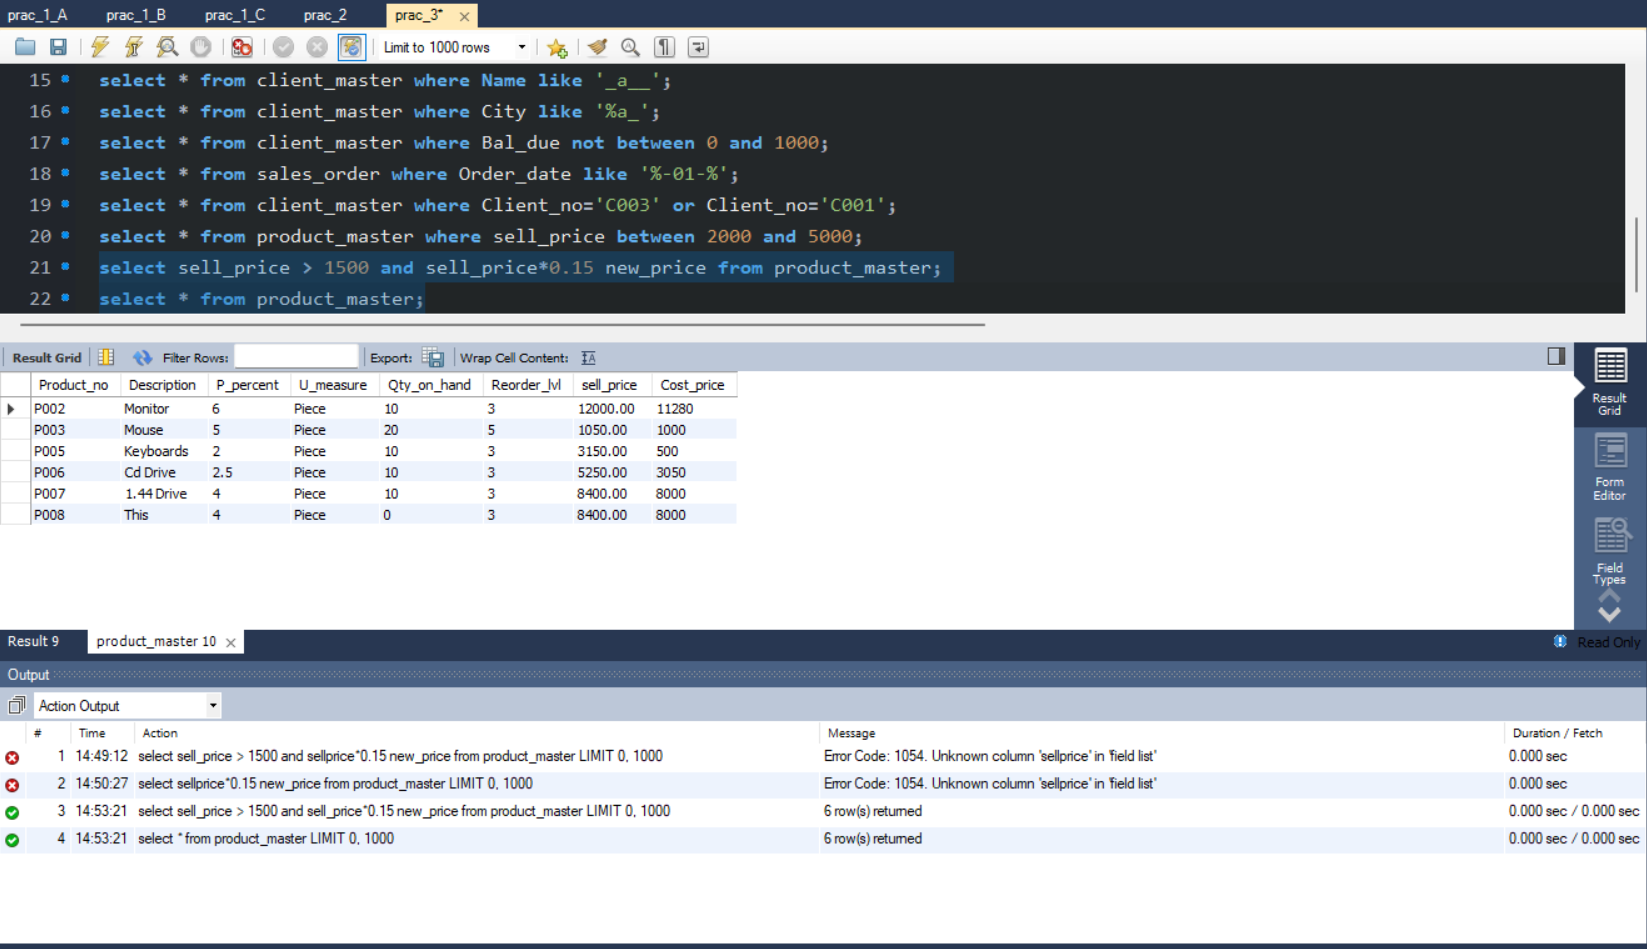 prac_1_A prac_1_B prac_1_C prac_2 prac_3*
Limit to 1000 rows
15 select * from client_master where Name like '_a__';
16 select * from client_master where City like '%a_';
17 select * from client_master where Bal_due not between 0 and 1000;
18 select * from sales_order where Order_date like '%-01-%';
19 select * from client_master where Client_no='C003' or Client_no='C001';
20 select * from product_master where sell_price between 2000 and 5000;
21 select sell_price > 1500 and sell_price*0.15 new_price from product_master;
22 select * from product_master;
Result Grid Filter Rows: Export: Wrap Cell Content:
Product_no Description P_percent U_measure Qty_on_hand Reorder_lvl sell_price Cost_price
P002 Monitor 6 Piece 10 3 12000.00 11280
P003 Mouse 5 Piece 20 5 1050.00 1000
P005 Keyboards 2 Piece 10 3 3150.00 500
P006 Cd Drive 2.5 Piece 10 3 5250.00 3050
P007 1.44 Drive 4 Piece 10 3 8400.00 8000
P008 This 4 Piece 0 3 8400.00 8000
Result
Grid
Form
Editor
Field
Types
Result 9 product_master 10 Read Only
Output
Action Output
# Time Action Message Duration / Fetch
1 14:49:12 select sell_price > 1500 and sellprice*0.15 new_price from product_master LIMIT 0, 1000 Error Code: 1054. Unknown column 'sellprice' in 'field list' 0.000 sec
2 14:50:27 select sellprice*0.15 new_price from product_master LIMIT 0, 1000 Error Code: 1054. Unknown column 'sellprice' in 'field list' 0.000 sec
3 14:53:21 select sell_price > 1500 and sell_price*0.15 new_price from product_master LIMIT 0, 1000 6 row(s) returned 0.000 sec / 0.000 sec
4 14:53:21 select * from product_master LIMIT 0, 1000 6 row(s) returned 0.000 sec / 0.000 sec